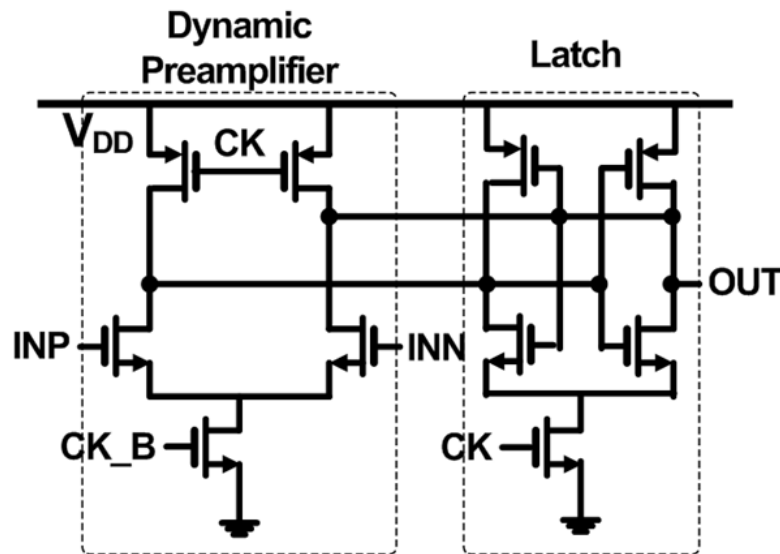 Dynamic
Preamplifier
Latch
VDD
CK
OUT
INP
INN
CK_B
CK